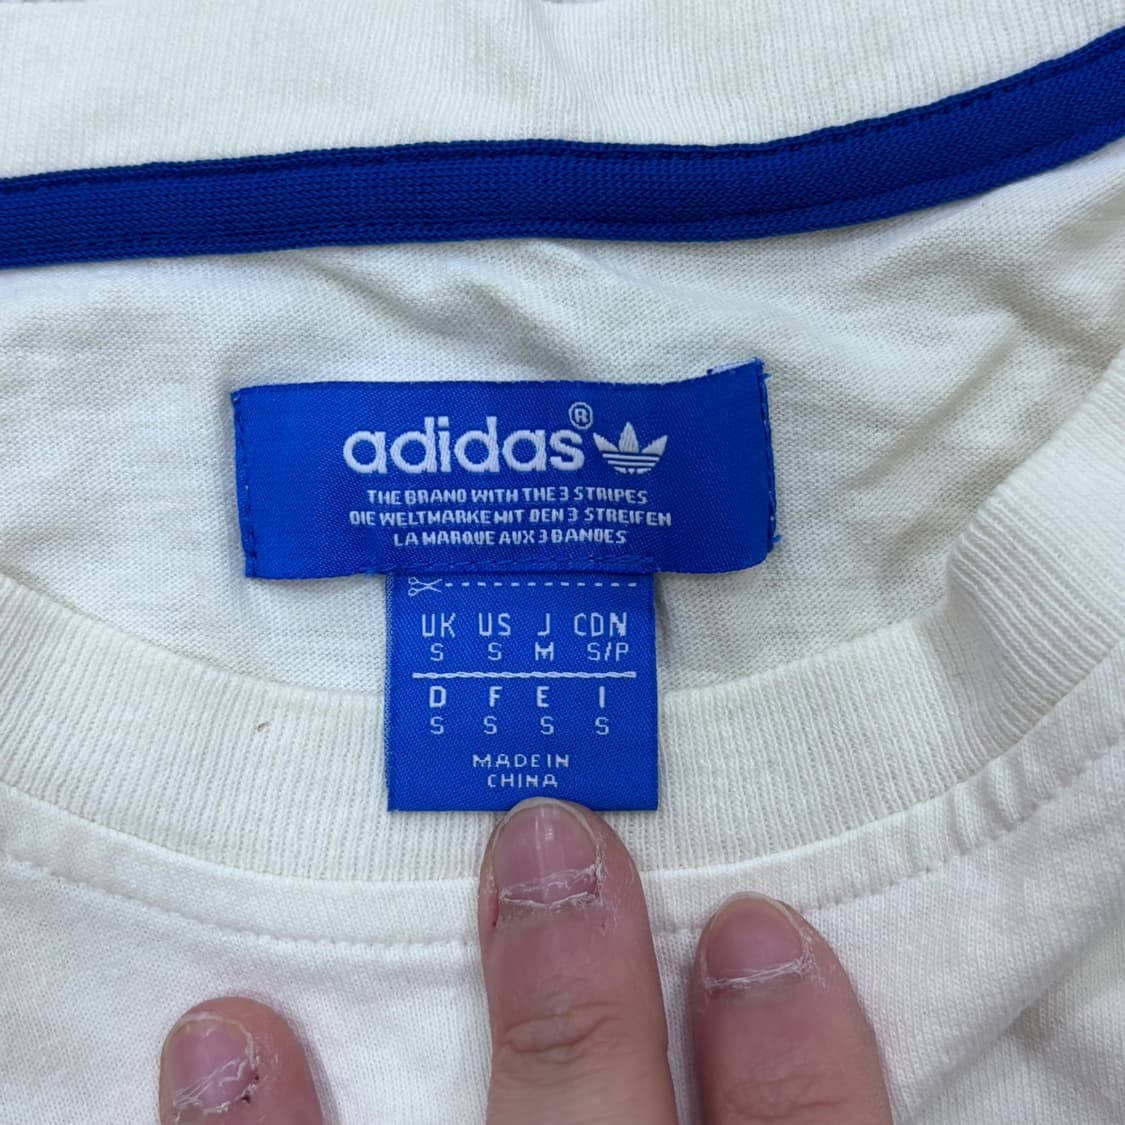 adidas®
THE BRAND WITH THE 3 STRIPES
DIE WELTMARKE MIT DEN 3 STREIFEN
LA MARQUE AUX 3 BANDES
UK US J CDN
S S M S/P
D F E I
S S S S
MADE IN
CHINA